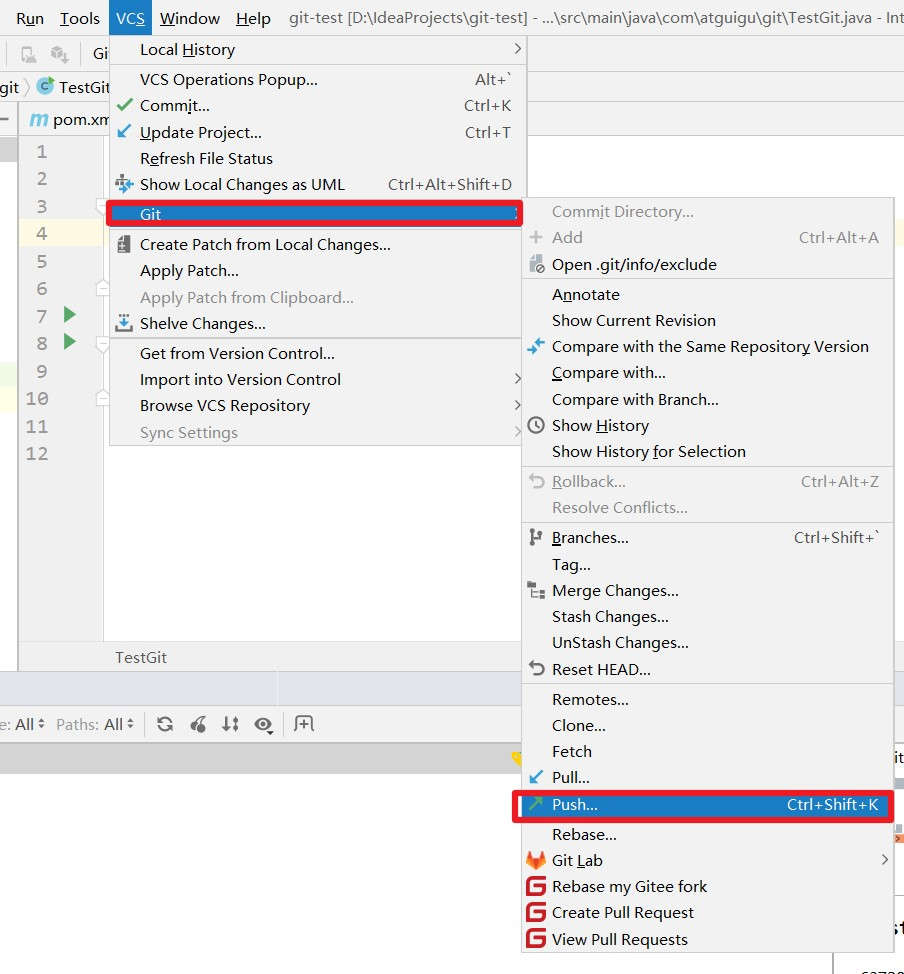 Run Tools VCS Window Help git-test [D:\IdeaProjects\git-test] - ...\src\main\java\com\atguigu\git\TestGit.java - Int
Git
git TestGit
pom.xm
1
2
3
4
5
6
7
8
9
10
11
12
Local History
VCS Operations Popup... Alt+`
Commit... Ctrl+K
Update Project... Ctrl+T
Refresh File Status
Show Local Changes as UML Ctrl+Alt+Shift+D
Git
Create Patch from Local Changes...
Apply Patch...
Apply Patch from Clipboard...
Shelve Changes...
Get from Version Control...
Import into Version Control
Browse VCS Repository
Sync Settings
Commit Directory...
Add Ctrl+Alt+A
Open .git/info/exclude
Annotate
Show Current Revision
Compare with the Same Repository Version
Compare with...
Compare with Branch...
Show History
Show History for Selection
Rollback... Ctrl+Alt+Z
Resolve Conflicts...
Branches... Ctrl+Shift+`
Tag...
Merge Changes...
Stash Changes...
UnStash Changes...
Reset HEAD...
Remotes...
Clone...
Fetch
Pull...
Push... Ctrl+Shift+K
Rebase...
Git Lab
Rebase my Gitee fork
Create Pull Request
View Pull Requests
TestGit
e: All Paths: All